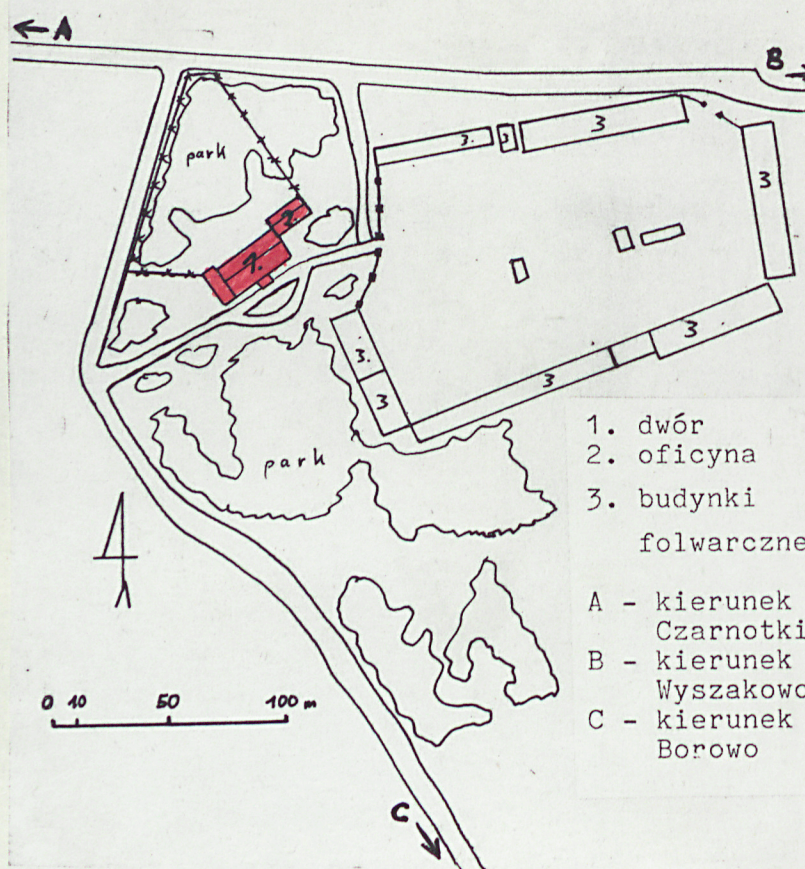 A
B
3.
3
3
park
2.
3
1.
3.
3
3
3
park
1. dwór
2. oficyna
3. budynki
folwarczne
A - kierunek
Czarnotki
B - kierunek
Wyszakowo
C - kierunek
Borowo
0 10 50 100 m
C